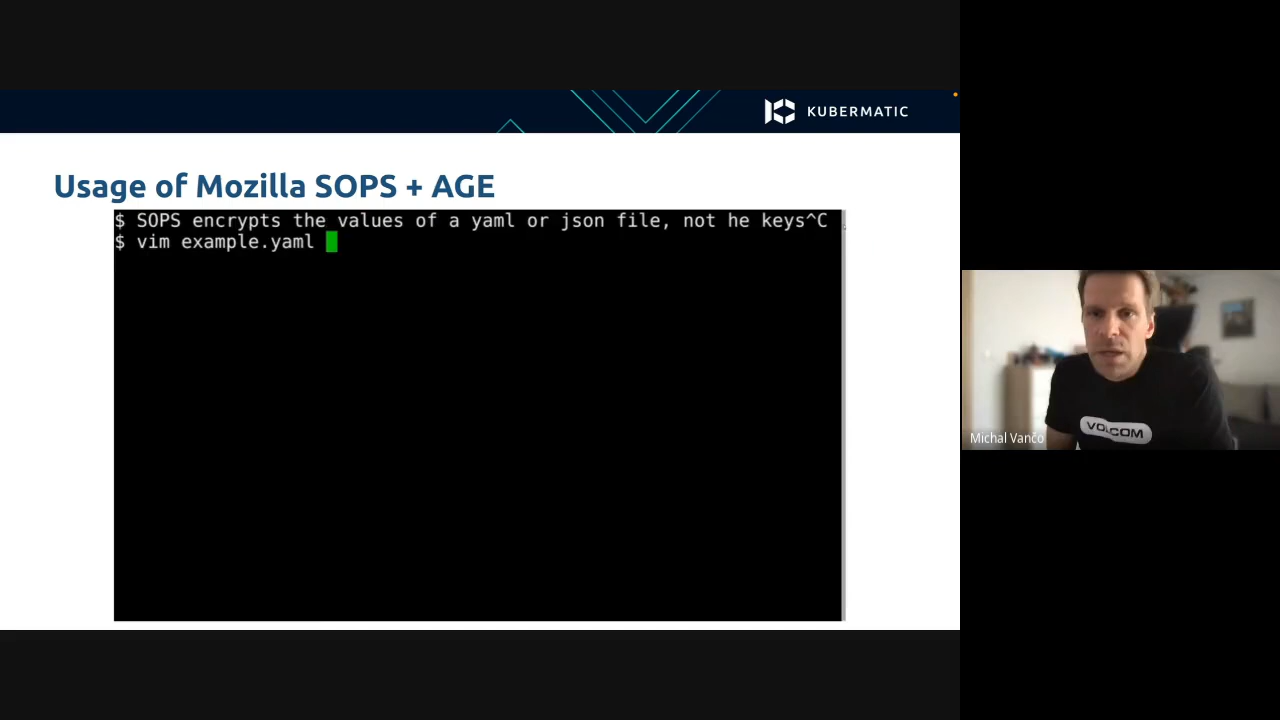 KUBERMATIC
Usage of Mozilla SOPS + AGE
$ SOPS encrypts the values of a yaml or json file, not he keys^C
$ vim example.yaml
VOLCOM
Michal Vančo